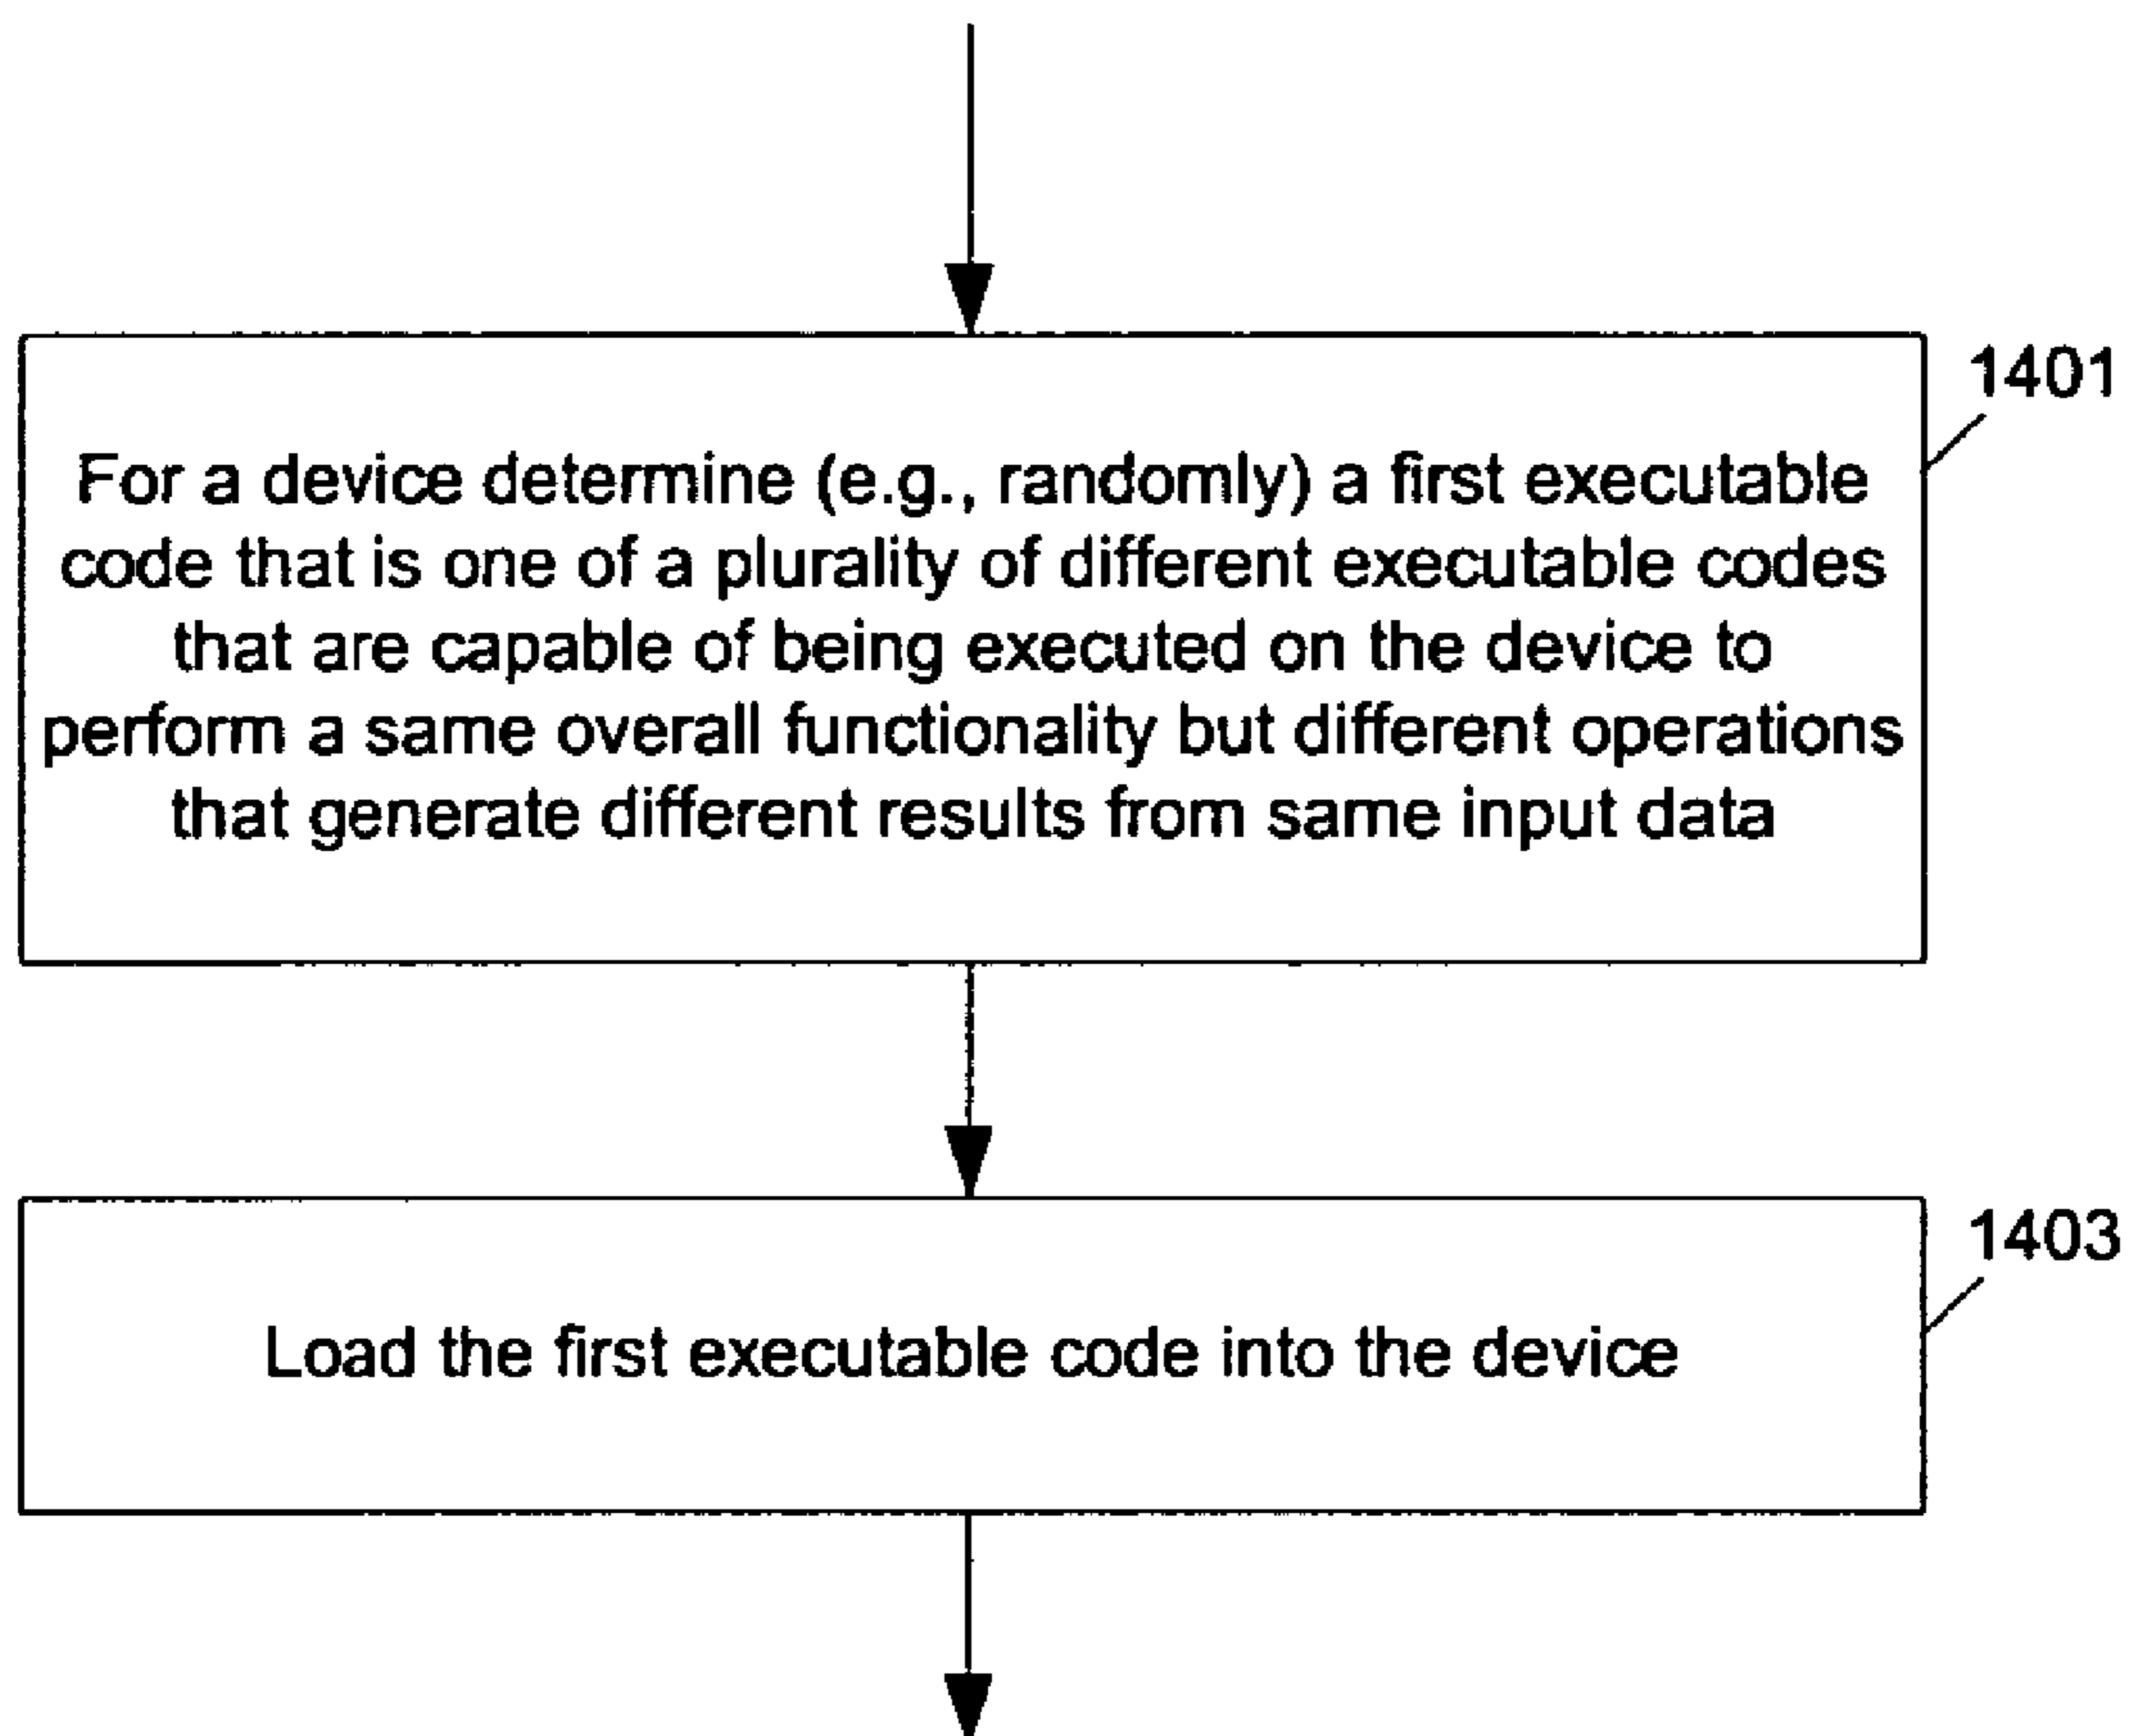 1401
For a device determine (e.g., randomly) a first executable
code that is one of a plurality of different executable codes
that are capable of being executed on the device to
perform a same overall functionality but different operations
that generate different results from same input data
1403
Load the first executable code into the device